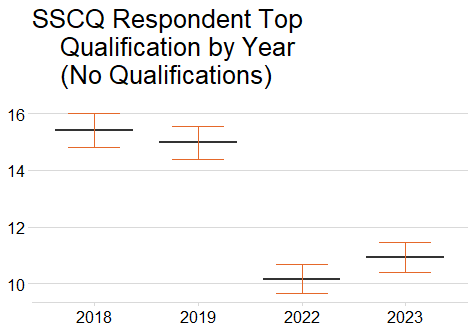 SSCQ Respondent Top
Qualification by Year
(No Qualifications)
16
14
12
10
2018 2019 2022 2023